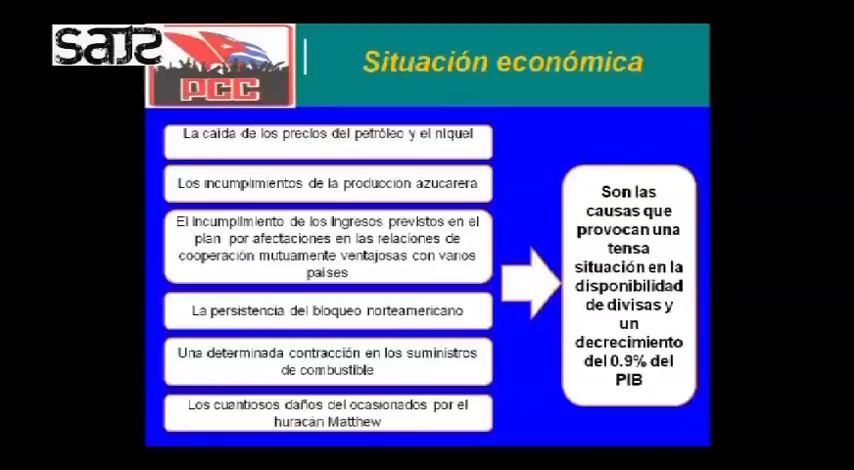 sats
PCC
Situación económica
La caída de los precios del petróleo y el níquel
Los incumplimientos de la producción azucarera
El incumplimiento de los ingresos previstos en el
plan por afectaciones en las relaciones de
cooperación mutuamente ventajosas con varios
países
La persistencia del bloqueo norteamericano
Una determinada contracción en los suministros
de combustible
Los cuantiosos daños del ocasionados por el
huracán Matthew
Son las
causas que
provocan una
tensa
situación en la
disponibilidad
de divisas y
un
decrecimiento
del 0.9% del
PIB